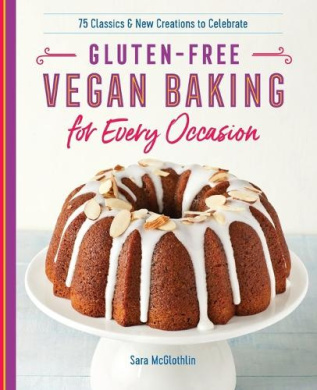 75 Classics & New Creations to Celebrate
GLUTEN-FREE
VEGAN BAKING
for Every Occasion
Sara McGlothlin